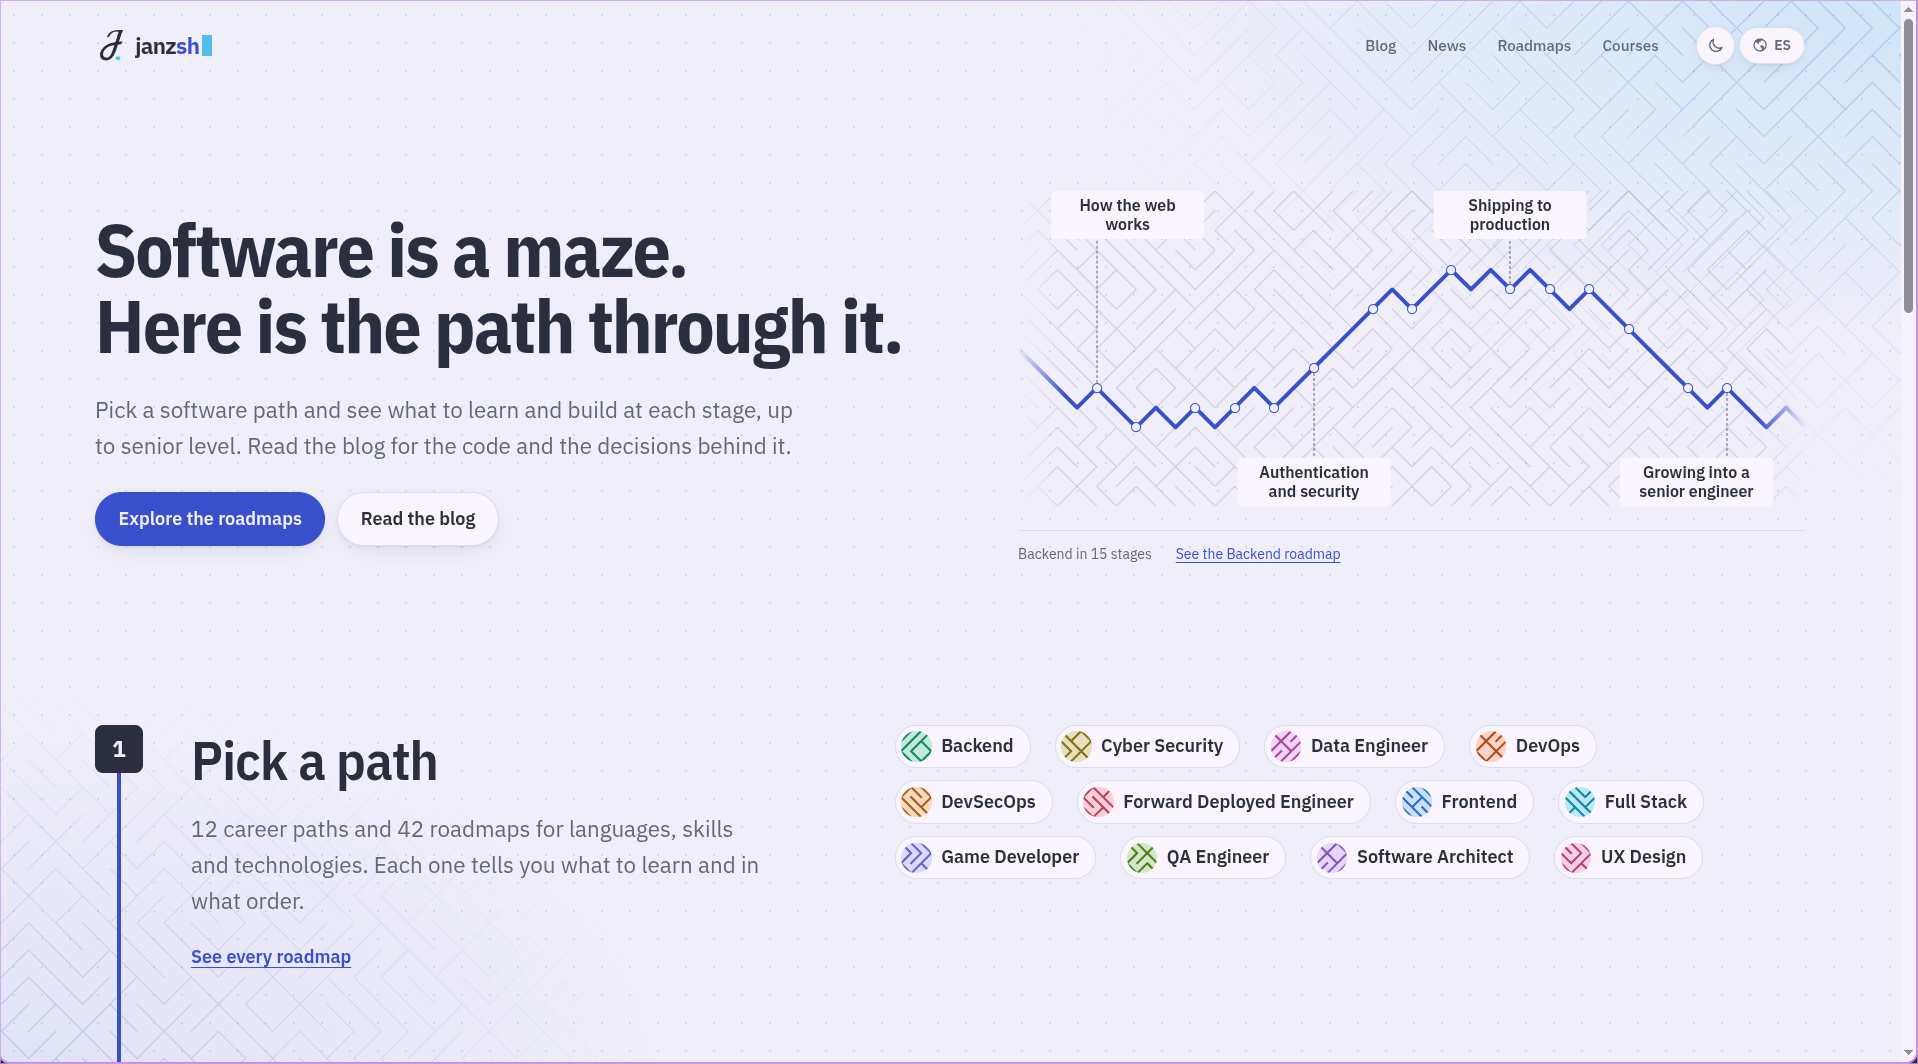 janzsh
Blog
News
Roadmaps
Courses
ES
Software is a maze.
Here is the path through it.
Pick a software path and see what to learn and build at each stage, up
to senior level. Read the blog for the code and the decisions behind it.
Explore the roadmaps
Read the blog
How the web
works
Shipping to
production
Authentication
and security
Growing into a
senior engineer
Backend in 15 stages
See the Backend roadmap
1
Pick a path
12 career paths and 42 roadmaps for languages, skills
and technologies. Each one tells you what to learn and in
what order.
See every roadmap
Backend
Cyber Security
Data Engineer
DevOps
DevSecOps
Forward Deployed Engineer
Frontend
Full Stack
Game Developer
QA Engineer
Software Architect
UX Design